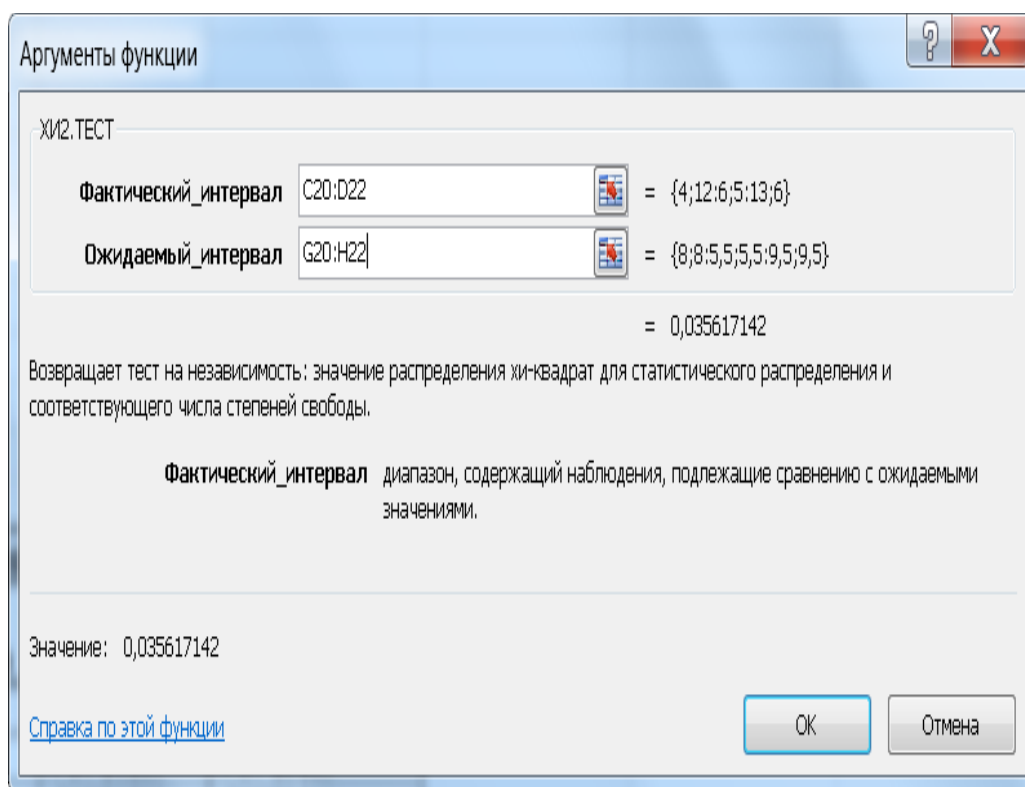 Аргументы функции
ХИ2.ТЕСТ
Фактический_интервал C20:D22 = {4;12:6;5:13;6}
Ожидаемый_интервал G20:H22 = {8;8:5,5;5,5:9,5;9,5}
= 0,035617142
Возвращает тест на независимость: значение распределения хи-квадрат для статистического распределения и
соответствующего числа степеней свободы.
Фактический_интервал диапазон, содержащий наблюдения, подлежащие сравнению с ожидаемыми
значениями.
Значение: 0,035617142
Справка по этой функции
ОК
Отмена